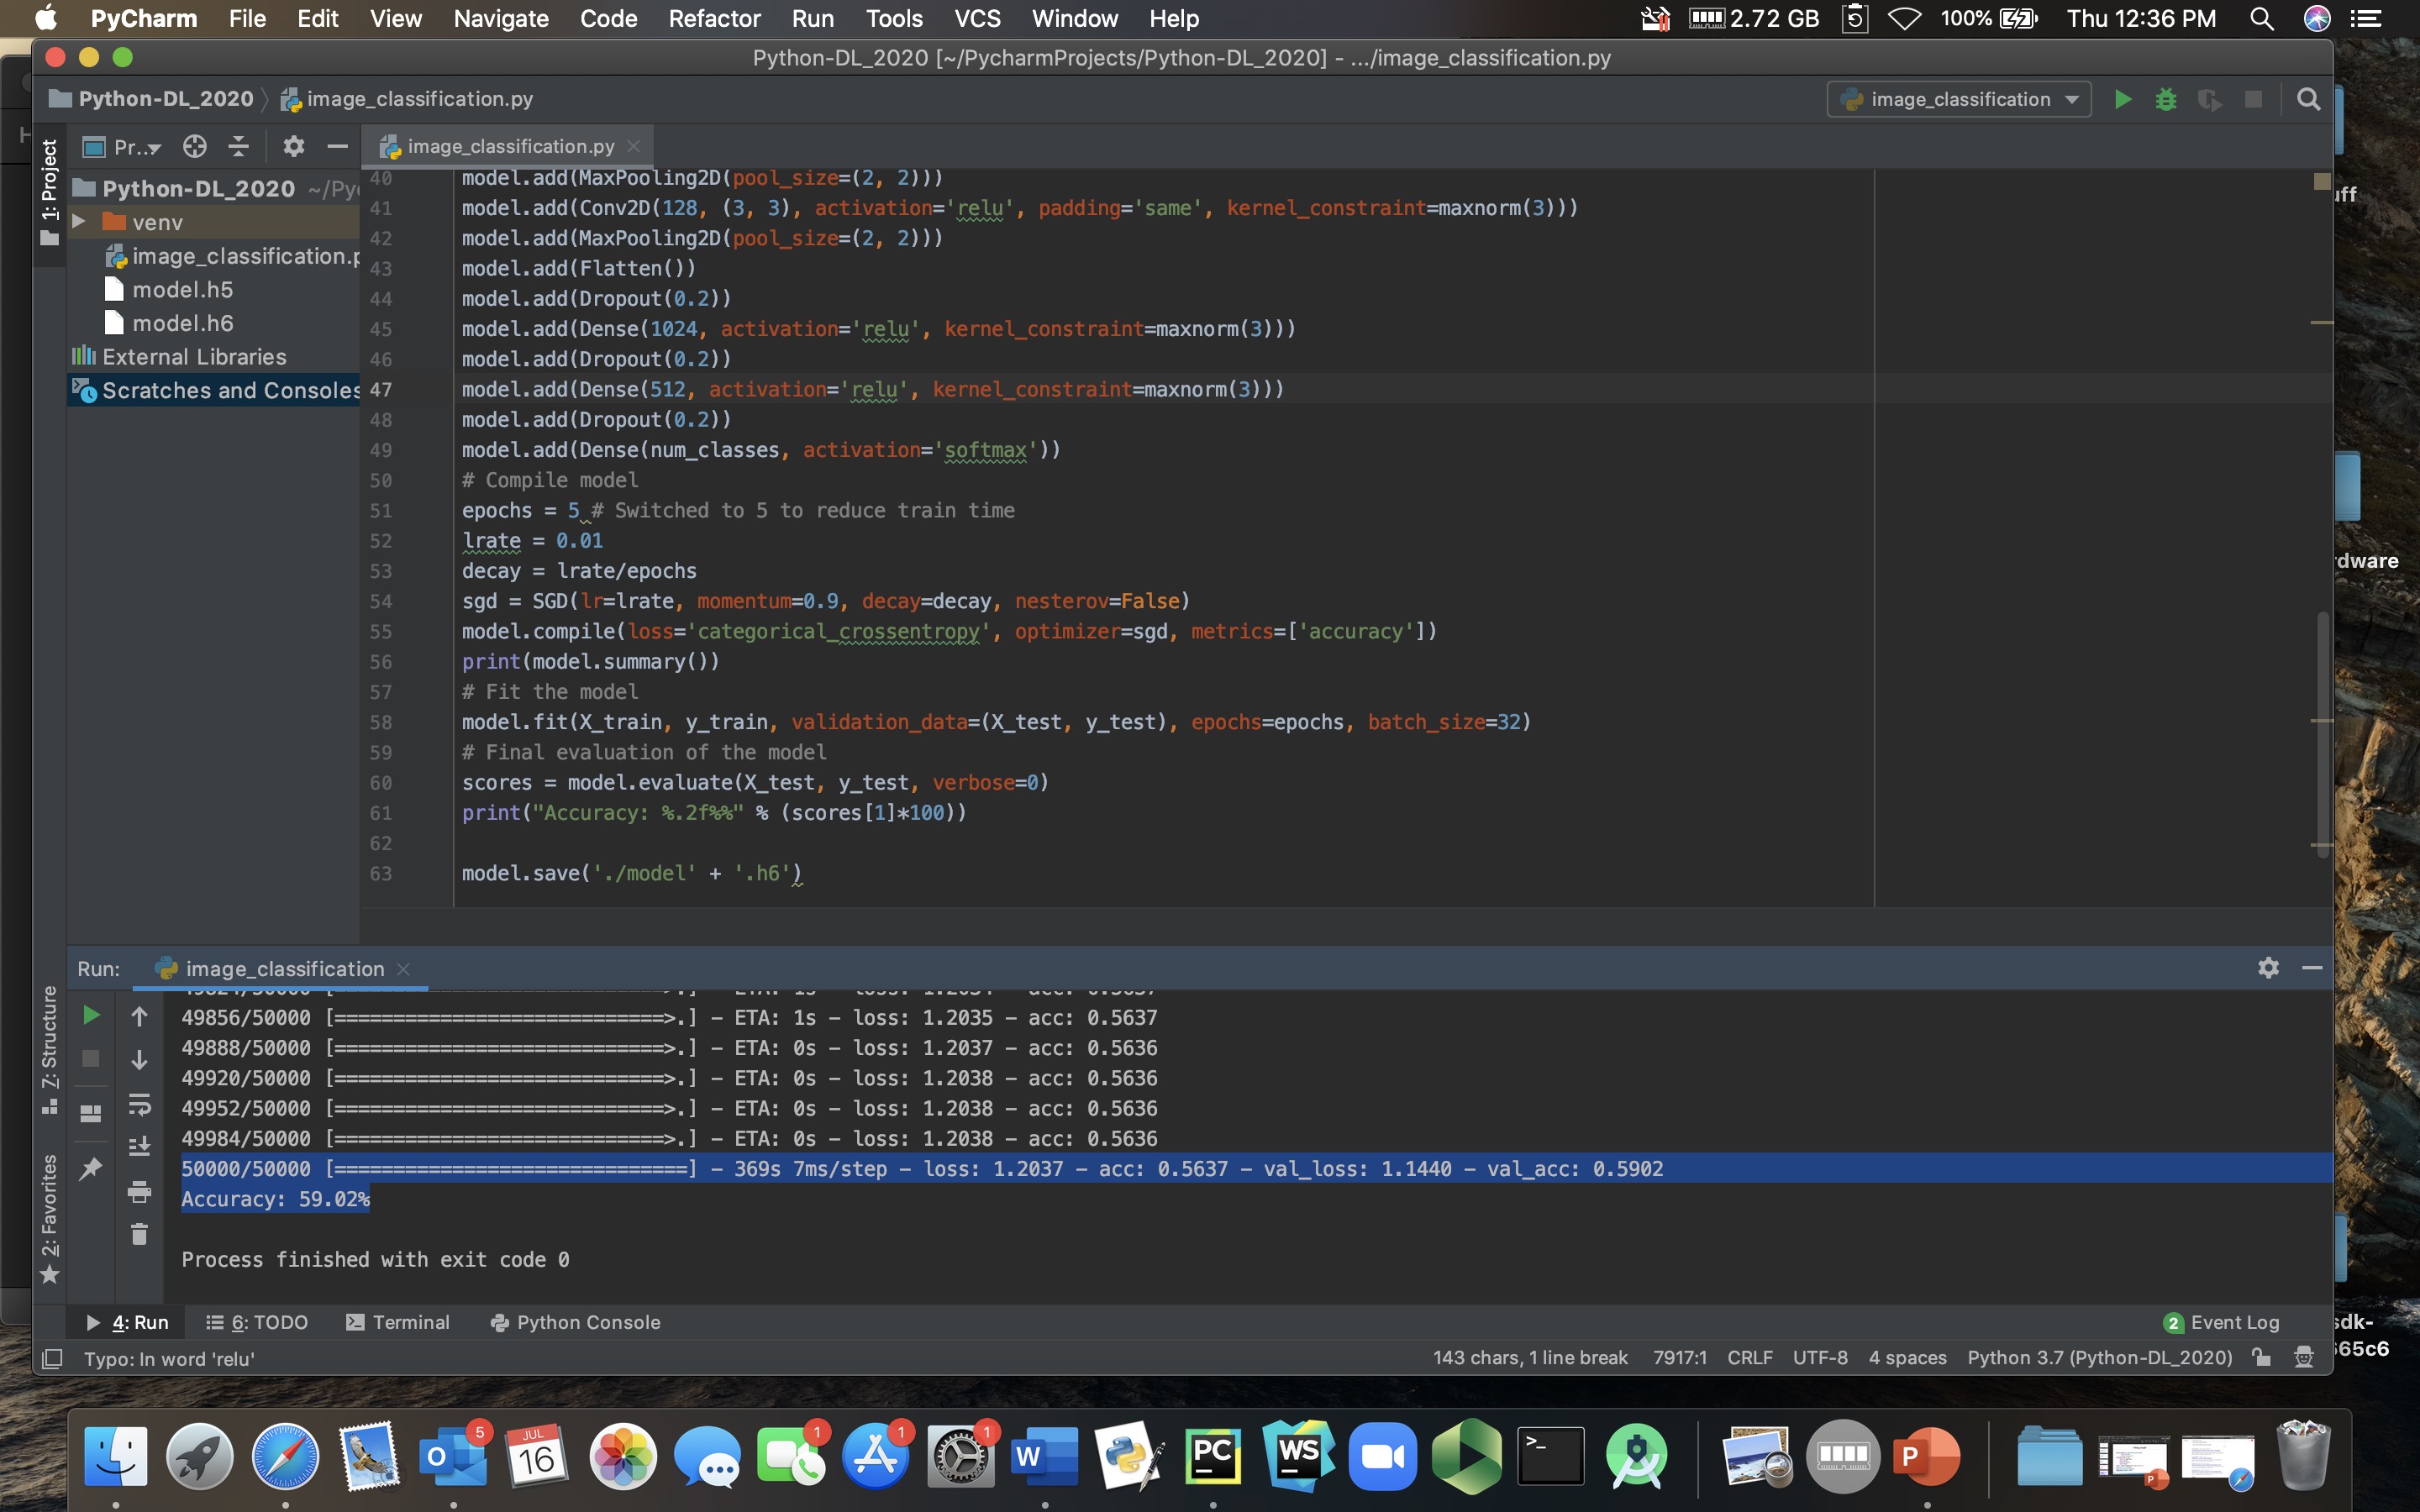 PyCharm File Edit View Navigate Code Refactor Run Tools VCS Window Help 2.72 GB 100% Thu 12:36 PM
Python-DL_2020 [~/PycharmProjects/Python-DL_2020] - .../image_classification.py
Python-DL_2020 image_classification.py image_classification
1: Project Pr.. image_classification.py
Python-DL_2020 ~/Py
venv
image_classification.p
model.h5
model.h6
External Libraries
Scratches and Consoles
40 model.add(MaxPooling2D(pool_size=(2, 2)))
41 model.add(Conv2D(128, (3, 3), activation='relu', padding='same', kernel_constraint=maxnorm(3)))
42 model.add(MaxPooling2D(pool_size=(2, 2)))
43 model.add(Flatten())
44 model.add(Dropout(0.2))
45 model.add(Dense(1024, activation='relu', kernel_constraint=maxnorm(3)))
46 model.add(Dropout(0.2))
47 model.add(Dense(512, activation='relu', kernel_constraint=maxnorm(3)))
48 model.add(Dropout(0.2))
49 model.add(Dense(num_classes, activation='softmax'))
50 # Compile model
51 epochs = 5 # Switched to 5 to reduce train time
52 lrate = 0.01
53 decay = lrate/epochs
54 sgd = SGD(lr=lrate, momentum=0.9, decay=decay, nesterov=False)
55 model.compile(loss='categorical_crossentropy', optimizer=sgd, metrics=['accuracy'])
56 print(model.summary())
57 # Fit the model
58 model.fit(X_train, y_train, validation_data=(X_test, y_test), epochs=epochs, batch_size=32)
59 # Final evaluation of the model
60 scores = model.evaluate(X_test, y_test, verbose=0)
61 print("Accuracy: %.2f%%" % (scores[1]*100))
62
63 model.save('./model' + '.h6')
uff
rdware
sdk-
365c6
Run: image_classification
49856/50000 [============================>.] - ETA: 1s - loss: 1.2035 - acc: 0.5637
49888/50000 [============================>.] - ETA: 0s - loss: 1.2037 - acc: 0.5636
49920/50000 [============================>.] - ETA: 0s - loss: 1.2038 - acc: 0.5636
49952/50000 [============================>.] - ETA: 0s - loss: 1.2038 - acc: 0.5636
49984/50000 [============================>.] - ETA: 0s - loss: 1.2038 - acc: 0.5636
50000/50000 [==============================] - 369s 7ms/step - loss: 1.2037 - acc: 0.5637 - val_loss: 1.1440 - val_acc: 0.5902
Accuracy: 59.02%
Process finished with exit code 0
Z: Structure
2: Favorites
4: Run 6: TODO Terminal Python Console 2 Event Log
Typo: In word 'relu' 143 chars, 1 line break 7917:1 CRLF UTF-8 4 spaces Python 3.7 (Python-DL_2020)
5 JUL 16 1 1 1 W PC WS >_ P